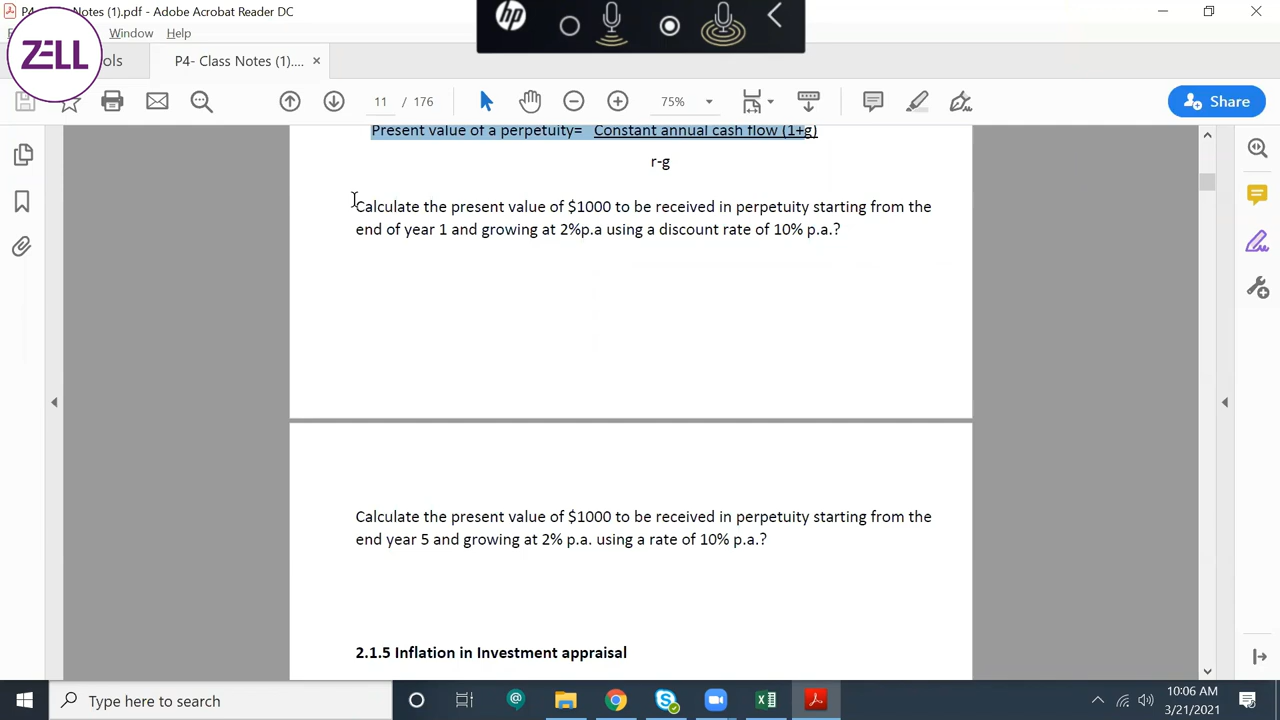 P4- Class Notes (1).pdf - Adobe Acrobat Reader DC
hp
Window Help
ZELL
P4- Class Notes (1).... ×
11 / 176
75%
Share
Present value of a perpetuity= Constant annual cash flow (1+g)
r-g
Calculate the present value of $1000 to be received in perpetuity starting from the
end of year 1 and growing at 2%p.a using a discount rate of 10% p.a.?
Calculate the present value of $1000 to be received in perpetuity starting from the
end year 5 and growing at 2% p.a. using a rate of 10% p.a.?
2.1.5 Inflation in Investment appraisal
Type here to search
10:06 AM
3/21/2021